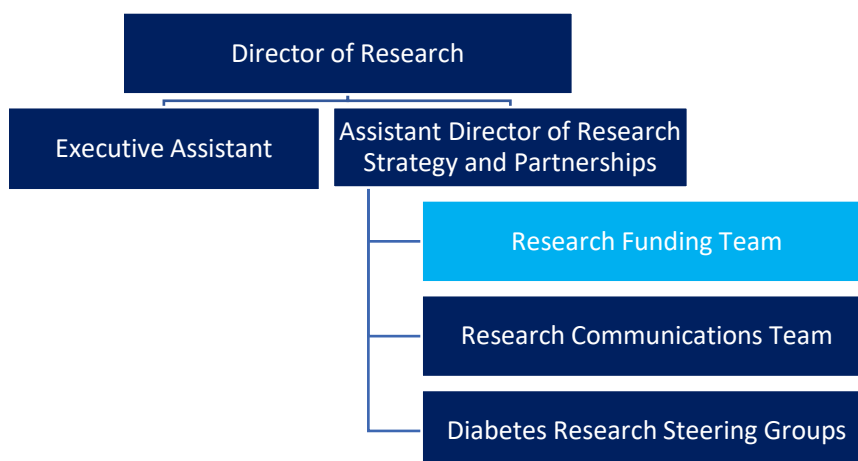 Director of Research
Executive Assistant
Assistant Director of Research
Strategy and Partnerships
Research Funding Team
Research Communications Team
Diabetes Research Steering Groups